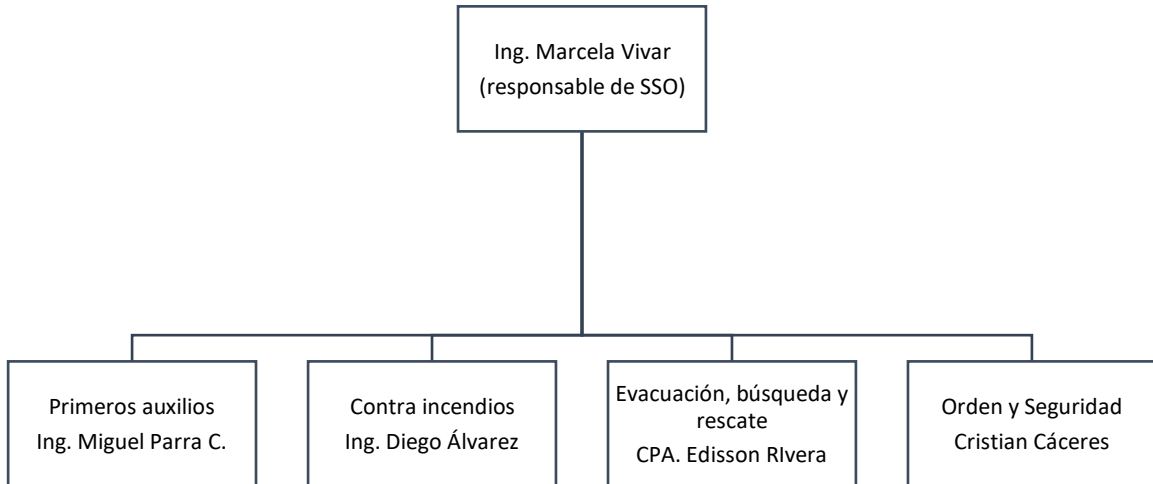 Ing. Marcela Vivar
(responsable de SSO)
Primeros auxilios
Ing. Miguel Parra C.
Contra incendios
Ing. Diego Álvarez
Evacuación, búsqueda y
rescate
CPA. Edisson RIvera
Orden y Seguridad
Cristian Cáceres